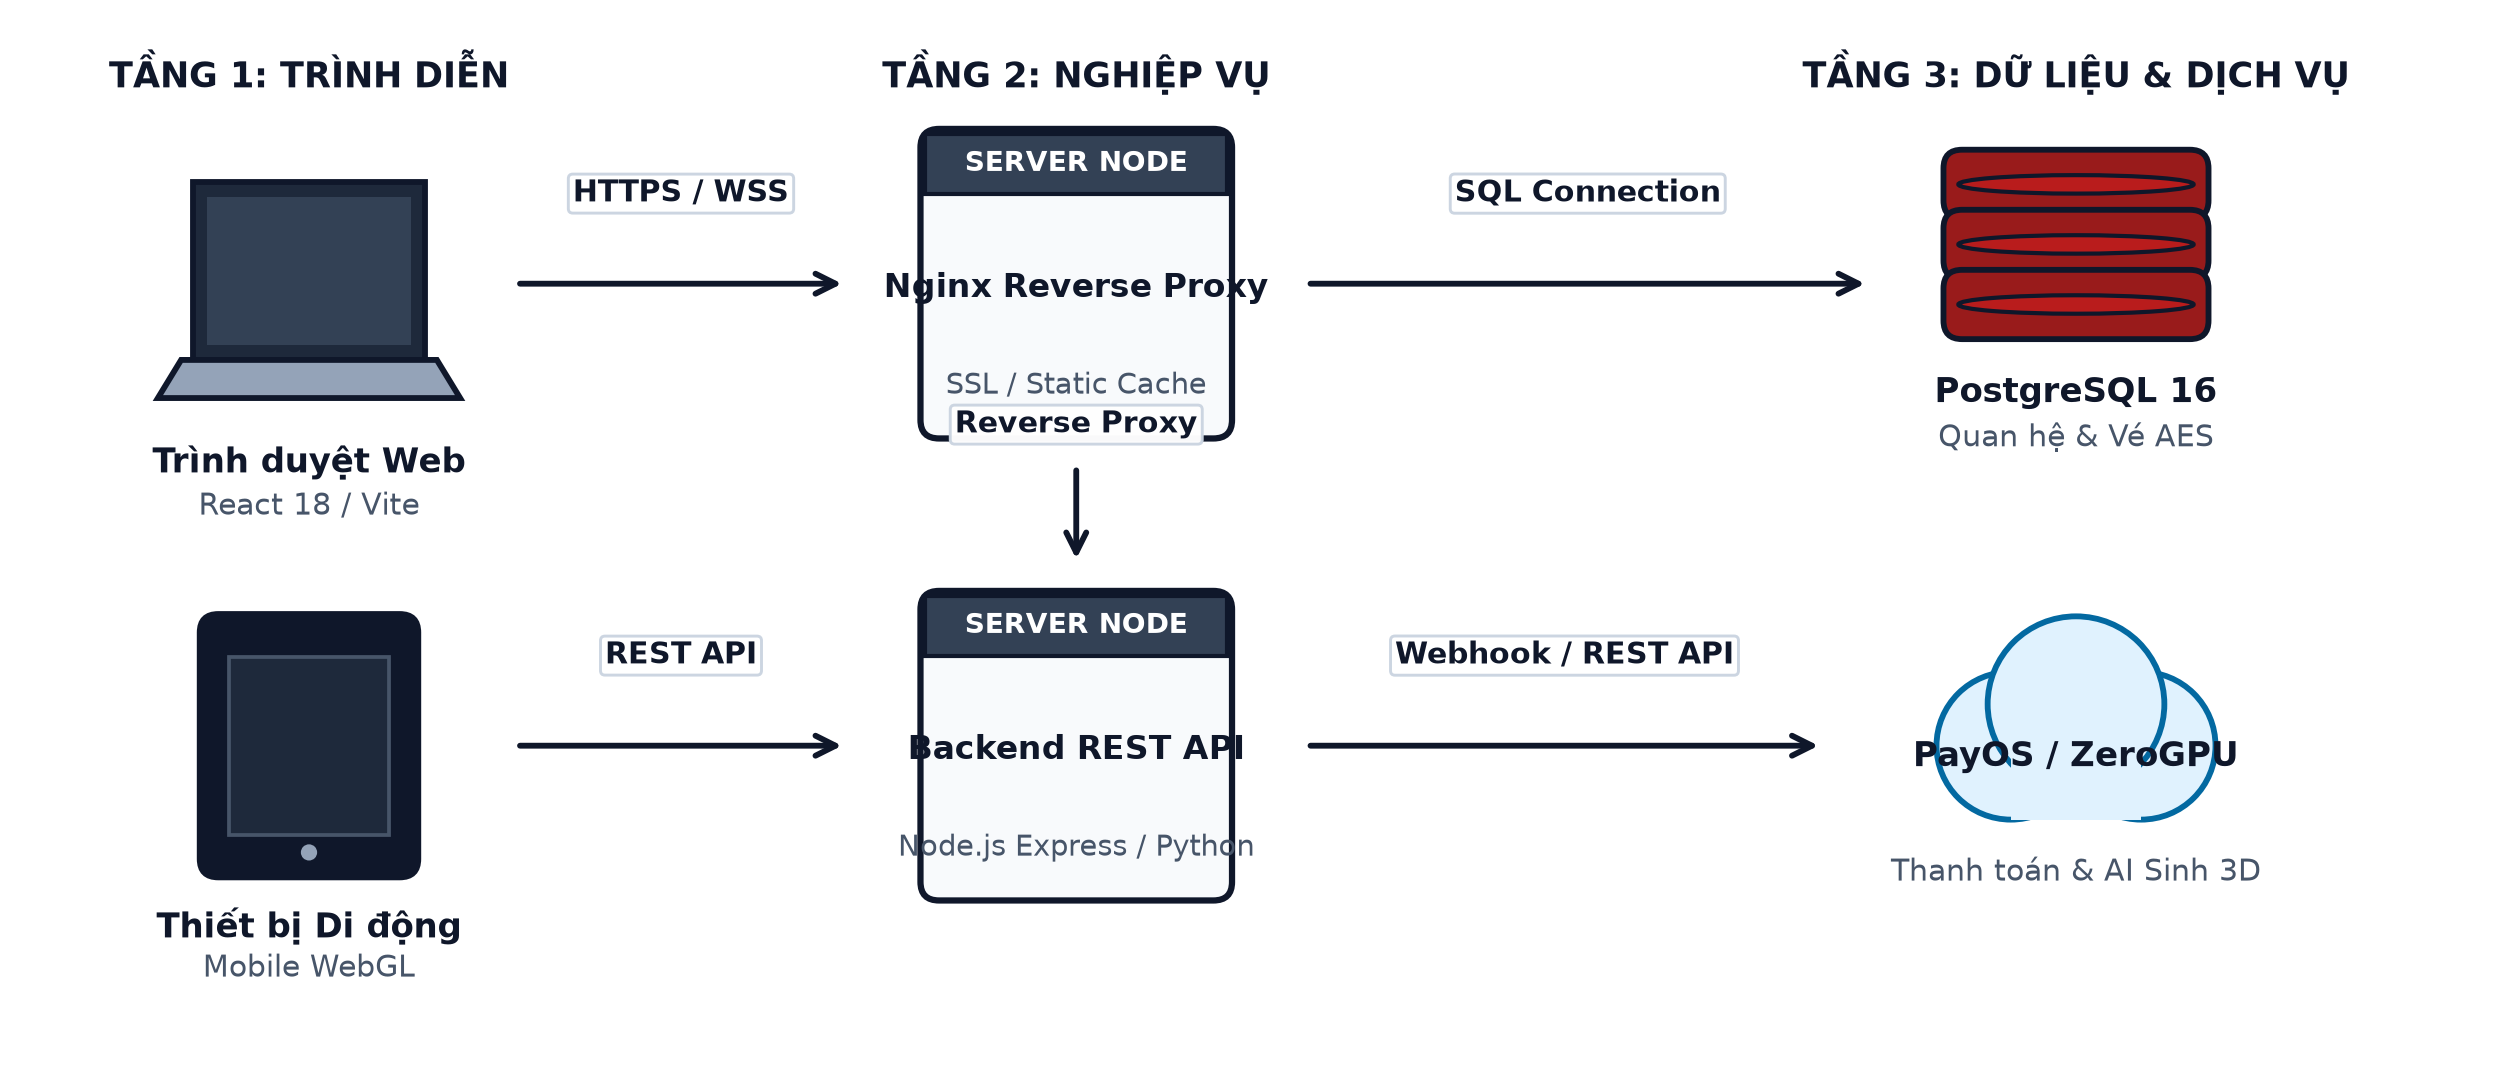 TẦNG 1: TRÌNH DIỄN
TẦNG 2: NGHIỆP VỤ
TẦNG 3: DỮ LIỆU & DỊCH VỤ
SERVER NODE
HTTPS / WSS
SQL Connection
Nginx Reverse Proxy
SSL / Static Cache
Reverse Proxy
PostgreSQL 16
Quan hệ & Vé AES
Trình duyệt Web
React 18 / Vite
SERVER NODE
REST API
Webhook / REST API
Backend REST API
PayOS / ZeroGPU
Node.js Express / Python
Thanh toán & AI Sinh 3D
Thiết bị Di động
Mobile WebGL